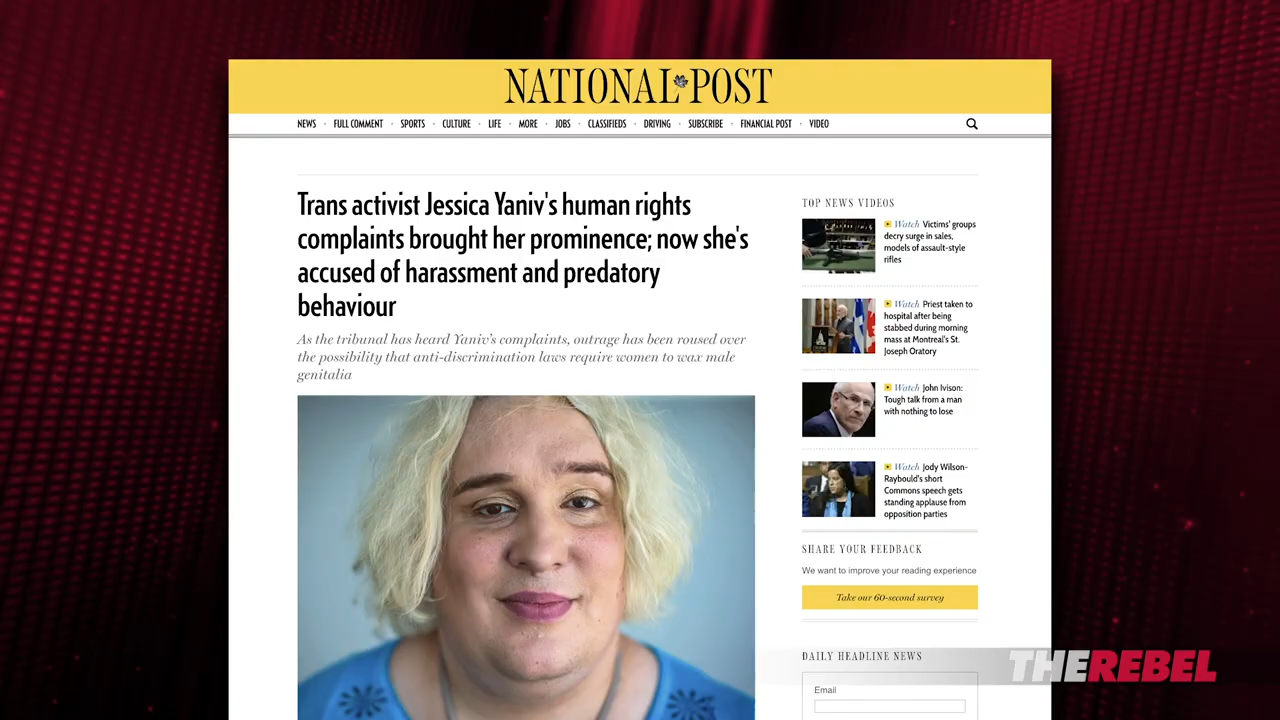 NATIONAL POST
NEWS • FULL COMMENT • SPORTS • CULTURE • LIFE • MORE • JOBS • CLASSIFIEDS • DRIVING • SUBSCRIBE • FINANCIAL POST • VIDEO
Trans activist Jessica Yaniv's human rights
complaints brought her prominence; now she's
accused of harassment and predatory
behaviour
As the tribunal has heard Yaniv's complaints, outrage has been roused over
the possibility that anti-discrimination laws require women to wax male
genitalia
TOP NEWS VIDEOS
Watch Victims' groups
decry surge in sales,
models of assault-style
rifles
Watch Priest taken to
hospital after being
stabbed during morning
mass at Montreal's St.
Joseph Oratory
Watch John Ivison:
Tough talk from a man
with nothing to lose
Watch Jody Wilson-
Raybould's short
Commons speech gets
standing applause from
opposition parties
SHARE YOUR FEEDBACK
We want to improve your reading experience
Take our 60-second survey
DAILY HEADLINE NEWS
Email
THEREBEL